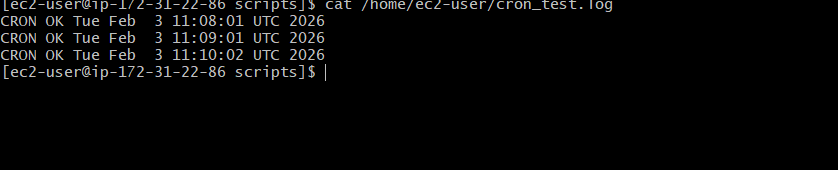 [ec2-user@ip-172-31-22-86 scripts]$ cat /home/ec2-user/cron_test.log
CRON OK Tue Feb  3 11:08:01 UTC 2026
CRON OK Tue Feb  3 11:09:01 UTC 2026
CRON OK Tue Feb  3 11:10:02 UTC 2026
[ec2-user@ip-172-31-22-86 scripts]$